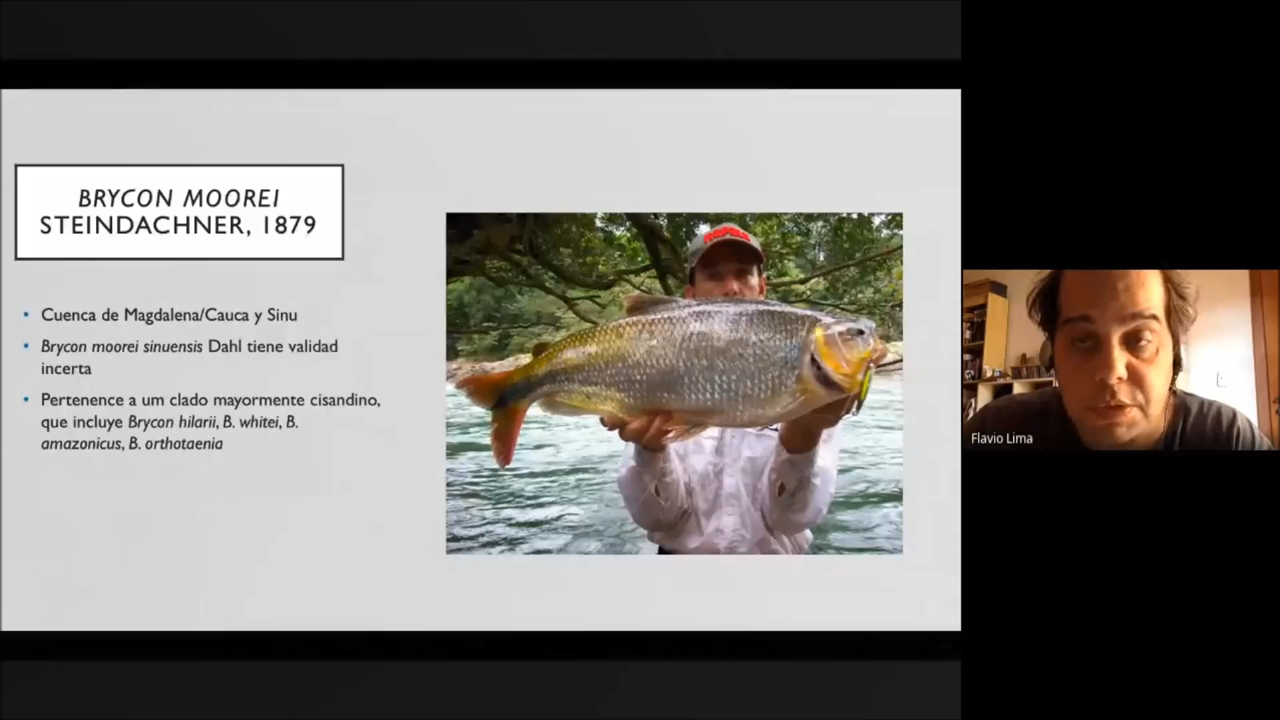 BRYCON MOOREI
STEINDACHNER, 1879
• Cuenca de Magdalena/Cauca y Sinu
• Brycon moorei sinuensis Dahl tiene validad
incerta
• Pertenence a um clado mayormente cisandino,
que incluye Brycon hilarii, B. whitei, B.
amazonicus, B. orthotaenia
RAPALA
Flavio Lima